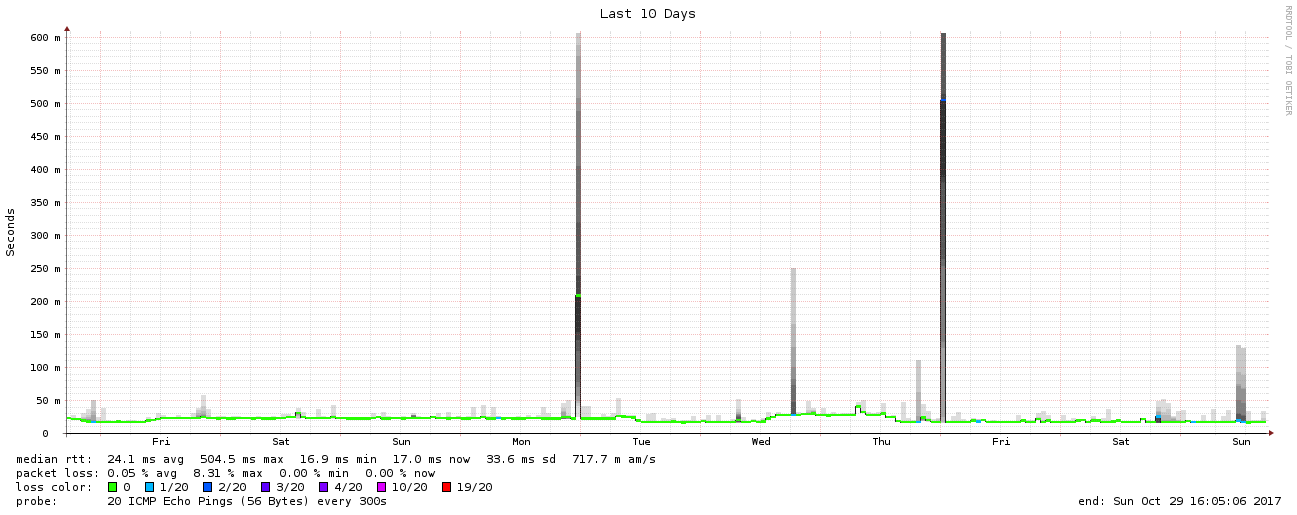 Last 10 Days
RRDTOOL / TOBI OETIKER
Seconds
600 m
550 m
500 m
450 m
400 m
350 m
300 m
250 m
200 m
150 m
100 m
50 m
0
Fri Sat Sun Mon Tue Wed Thu Fri Sat Sun
median rtt: 24.1 ms avg 504.5 ms max 16.9 ms min 17.0 ms now 33.6 ms sd 717.7 m am/s
packet loss: 0.05 % avg 8.31 % max 0.00 % min 0.00 % now
loss color: 0 1/20 2/20 3/20 4/20 10/20 19/20
probe: 20 ICMP Echo Pings (56 Bytes) every 300s end: Sun Oct 29 16:05:06 2017